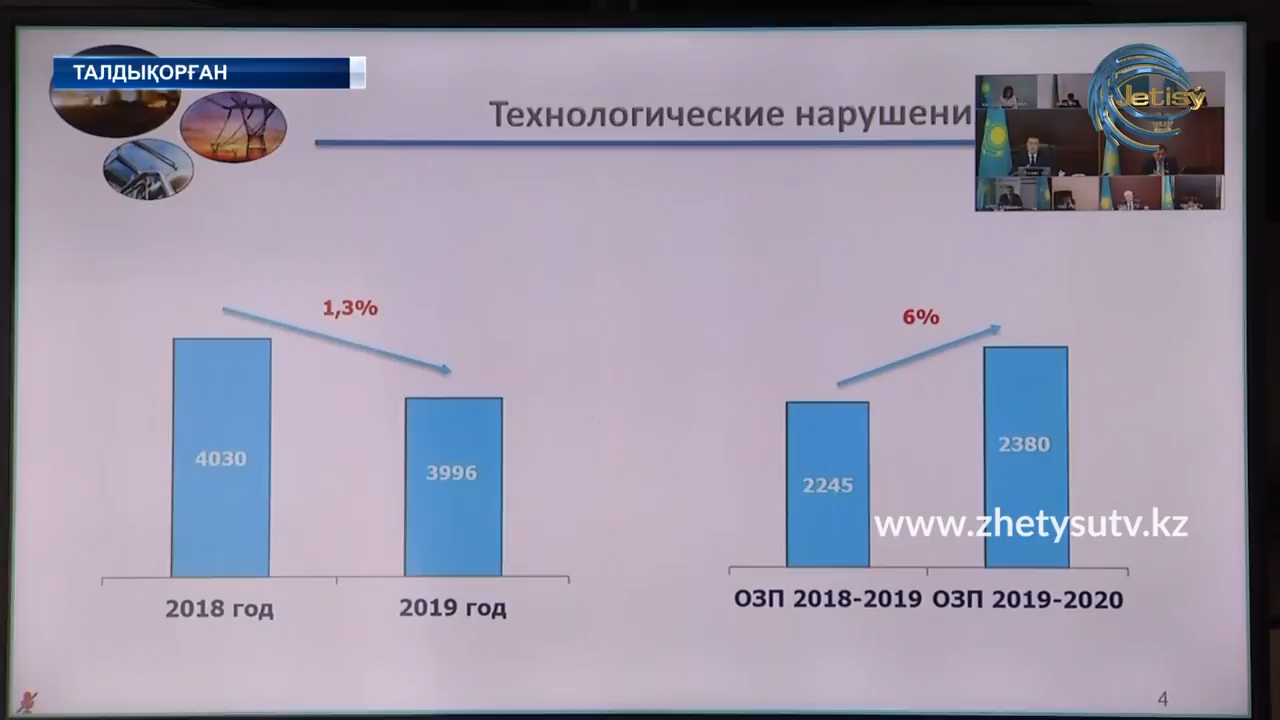 ТАЛДЫҚОРҒАН
Jetisý
Технологические нарушени
1,3%
6%
4030
3996
2245
2380
www.zhetysutv.kz
2018 год
2019 год
ОЗП 2018-2019
ОЗП 2019-2020
4